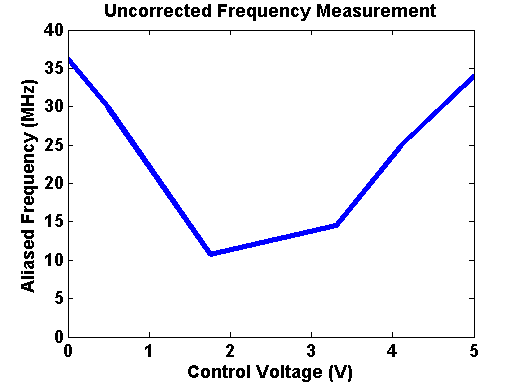 Uncorrected Frequency Measurement
Aliased Frequency (MHz)
40
35
30
25
20
15
10
5
0
0 1 2 3 4 5
Control Voltage (V)